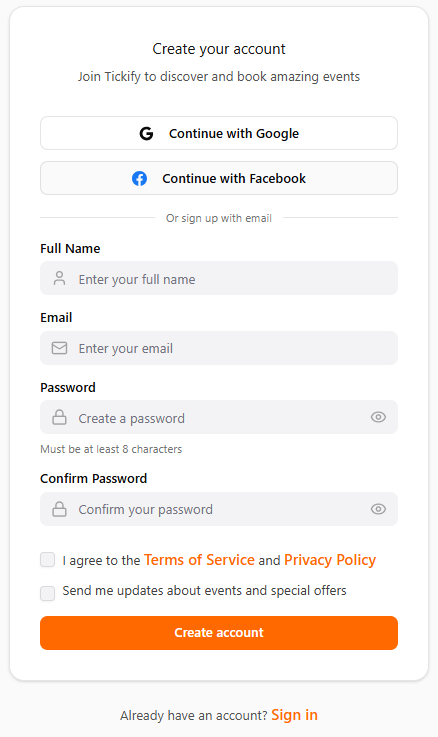 Create your account
Join Tickify to discover and book amazing events
Continue with Google
Continue with Facebook
Or sign up with email
Full Name
Enter your full name
Email
Enter your email
Password
Create a password
Must be at least 8 characters
Confirm Password
Confirm your password
I agree to the Terms of Service and Privacy Policy
Send me updates about events and special offers
Create account
Already have an account? Sign in